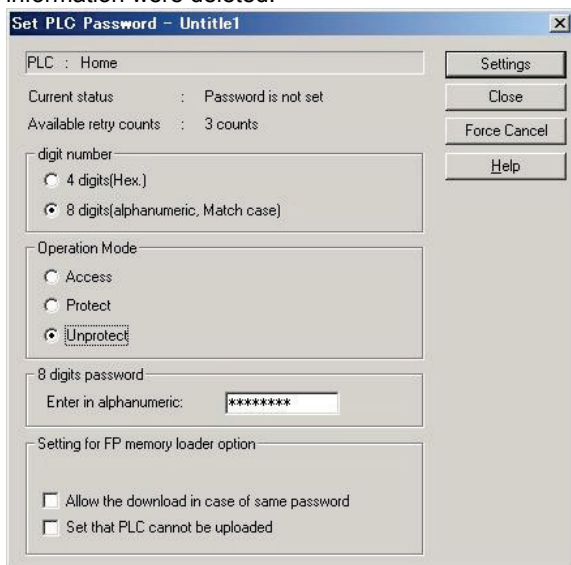 information were deleted.
Set PLC Password - Untitle1
PLC : Home
Settings
Current status : Password is not set
Close
Available retry counts : 3 counts
Force Cancel
digit number
Help
4 digits(Hex.)
8 digits(alphanumeric, Match case)
Operation Mode
Access
Protect
Unprotect
8 digits password
Enter in alphanumeric: ********
Setting for FP memory loader option
Allow the download in case of same password
Set that PLC cannot be uploaded